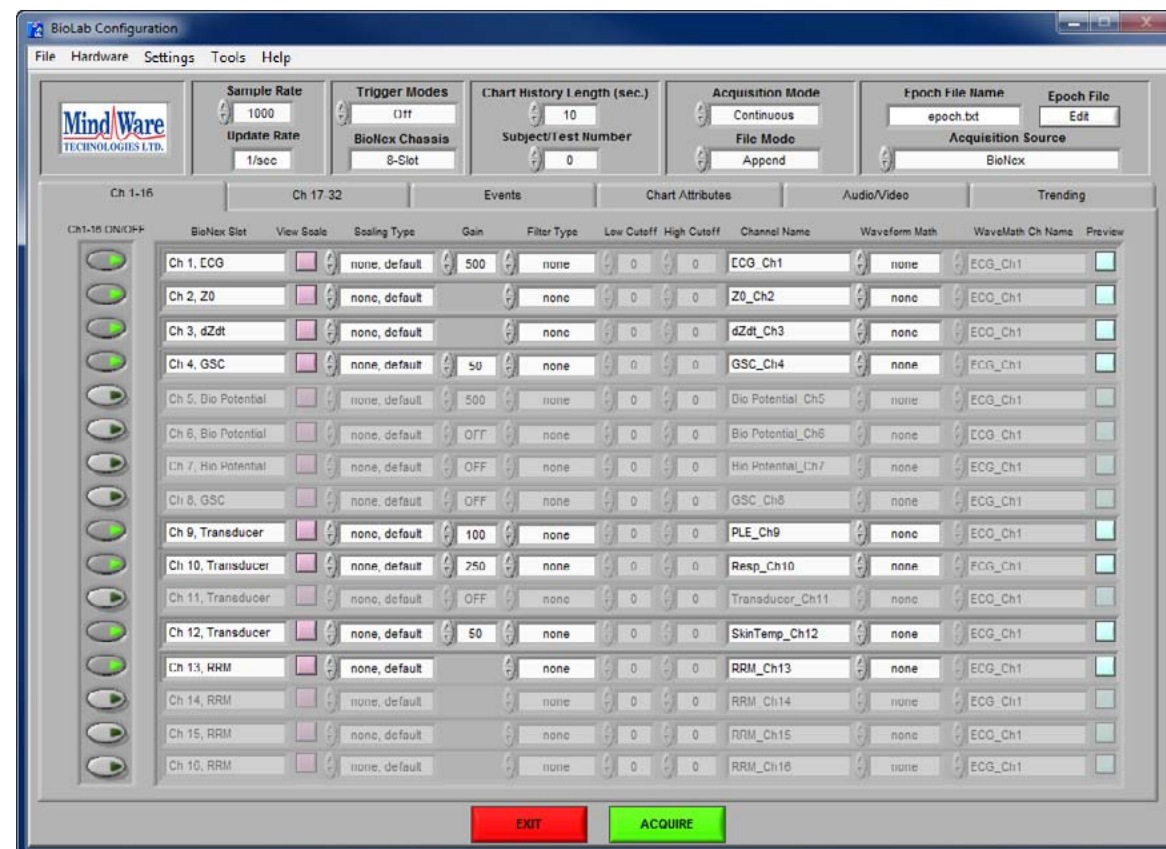 BioLab Configuration
File Hardware Settings Tools Help
MindWare
TECHNOLOGIES LTD.
Sample Rate
1000
Update Rate
1/sec
Trigger Modes
Off
BioNex Chassis
8-Slot
Chart History Length (sec.)
10
Subject/Test Number
0
Acquisition Mode
Continuous
File Mode
Append
Epoch File Name
epoch.txt
Epoch File
Edit
Acquisition Source
BioNex
Ch 1-16 Ch 17-32 Events Chart Attributes Audio/Video Trending
Ch1-16 ON/OFF BioNex Slot View Scale Scaling Type Gain Filter Type Low Cutoff High Cutoff Channel Name Waveform Math WaveMath Ch Name Preview
Ch 1, ECG none, default 500 none 0 0 ECG_Ch1 none ECG_Ch1
Ch 2, Z0 none, default none 0 0 Z0_Ch2 none ECG_Ch1
Ch 3, dZdt none, default none 0 0 dZdt_Ch3 none ECG_Ch1
Ch 4, GSC none, default 50 none 0 0 GSC_Ch4 none ECG_Ch1
Ch 5, Bio Potential none, default 500 none 0 0 Bio Potential_Ch5 none ECG_Ch1
Ch 6, Bio Potential none, default OFF none 0 0 Bio Potential_Ch6 none ECG_Ch1
Ch 7, Bio Potential none, default OFF none 0 0 Bio Potential_Ch7 none ECG_Ch1
Ch 8, GSC none, default OFF none 0 0 GSC_Ch8 none ECG_Ch1
Ch 9, Transducer none, default 100 none 0 0 PLE_Ch9 none ECG_Ch1
Ch 10, Transducer none, default 250 none 0 0 Resp_Ch10 none ECG_Ch1
Ch 11, Transducer none, default OFF none 0 0 Transducer_Ch11 none ECG_Ch1
Ch 12, Transducer none, default 50 none 0 0 SkinTemp_Ch12 none ECG_Ch1
Ch 13, RRM none, default none 0 0 RRM_Ch13 none ECG_Ch1
Ch 14, RRM none, default none 0 0 RRM_Ch14 none ECG_Ch1
Ch 15, RRM none, default none 0 0 RRM_Ch15 none ECG_Ch1
Ch 16, RRM none, default none 0 0 RRM_Ch16 none ECG_Ch1
EXIT ACQUIRE